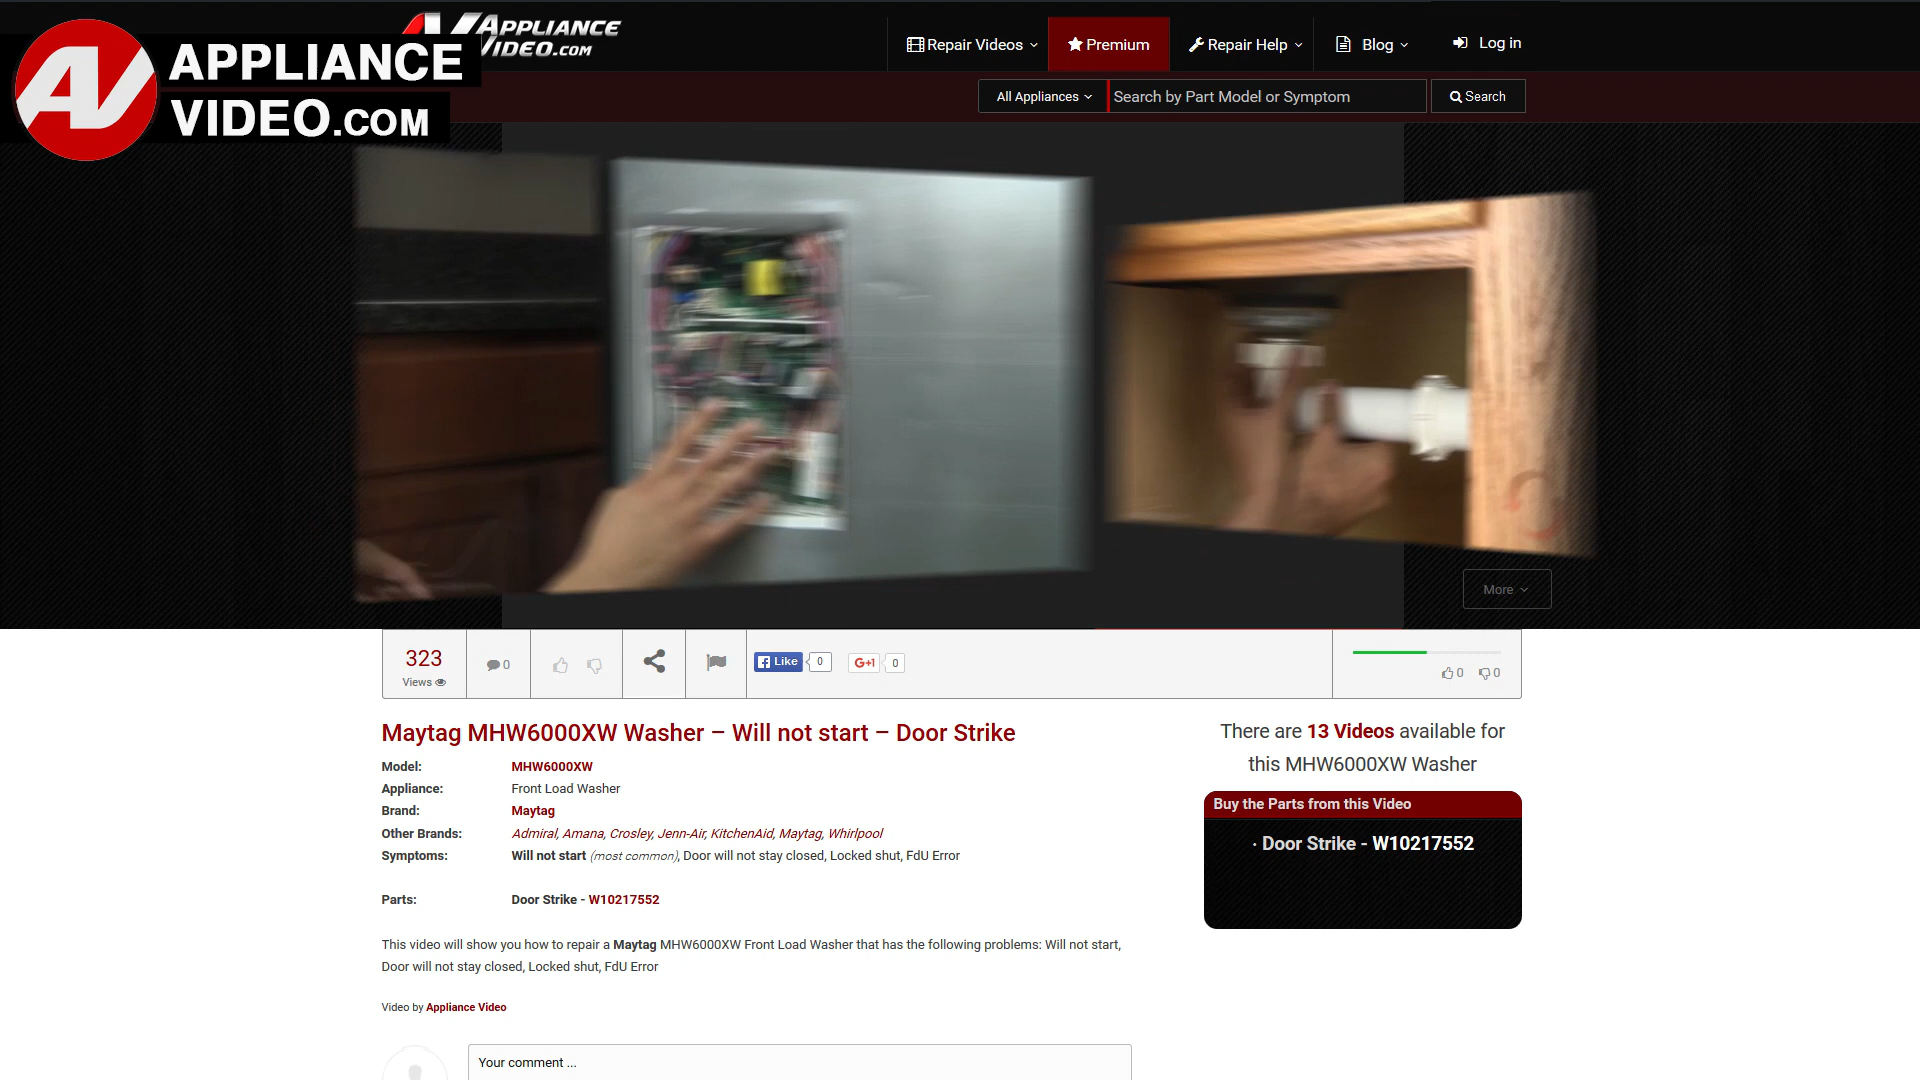 APPLIANCE
VIDEO.COM
APPLIANCE
VIDEO.COM
Repair Videos
Premium
Repair Help
Blog
Log in
All Appliances
Search by Part Model or Symptom
Search
More
323
Views
0
Like
0
G+1
0
0
0
Maytag MHW6000XW Washer – Will not start – Door Strike
Model: MHW6000XW
Appliance: Front Load Washer
Brand: Maytag
Other Brands: Admiral, Amana, Crosley, Jenn-Air, KitchenAid, Maytag, Whirlpool
Symptoms: Will not start (most common), Door will not stay closed, Locked shut, FdU Error
Parts: Door Strike - W10217552
This video will show you how to repair a Maytag MHW6000XW Front Load Washer that has the following problems: Will not start,
Door will not stay closed, Locked shut, FdU Error
Video by Appliance Video
Your comment ...
There are 13 Videos available for
this MHW6000XW Washer
Buy the Parts from this Video
· Door Strike - W10217552